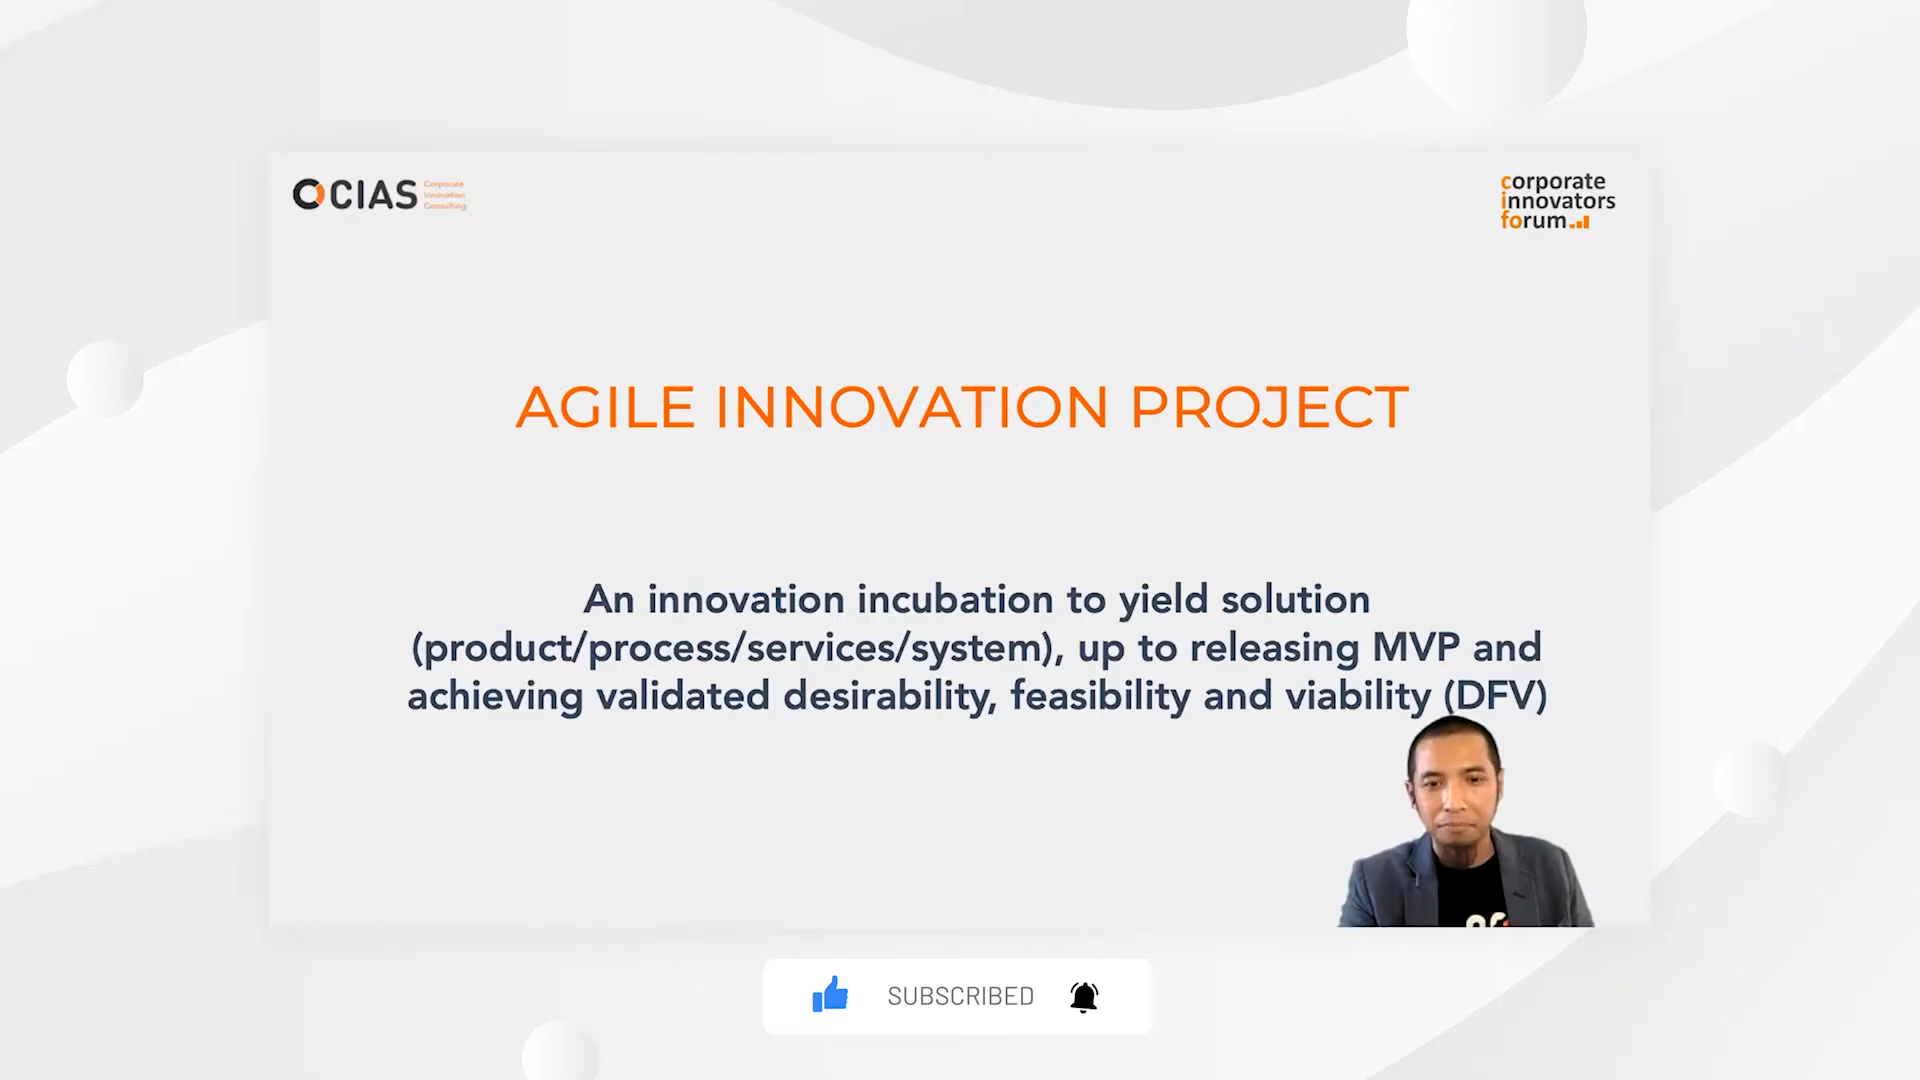 CIAS
Corporate
Innovation
Consulting
corporate
innovators
forum
AGILE INNOVATION PROJECT
An innovation incubation to yield solution
(product/process/services/system), up to releasing MVP and
achieving validated desirability, feasibility and viability (DFV)
SUBSCRIBED